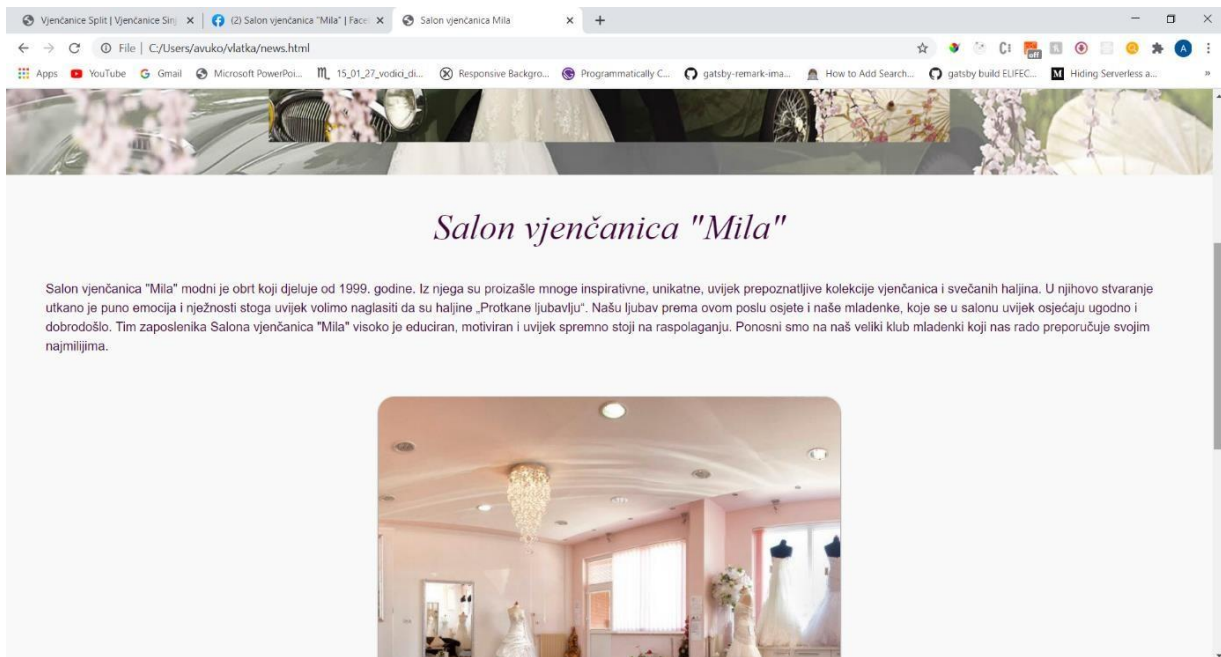 Vjenčanice Split | Vjenčanice Sinj
(2) Salon vjenčanica "Mila" | Face
Salon vjenčanica Mila
File | C:/Users/avuko/vlatka/news.html
off
A
Apps
YouTube
Gmail
Microsoft PowerPoi...
15_01_27_vodici_di...
Responsive Backgro...
Programmatically C...
gatsby-remark-ima...
How to Add Search...
gatsby build ELIFEC...
Hiding Serverless a...
Salon vjenčanica "Mila"
Salon vjenčanica "Mila" modni je obrt koji djeluje od 1999. godine. Iz njega su proizašle mnoge inspirativne, unikatne, uvijek prepoznatljive kolekcije vjenčanica i svečanih haljina. U njihovo stvaranje
utkano je puno emocija i nježnosti stoga uvijek volimo naglasiti da su haljine „Protkane ljubavlju“. Našu ljubav prema ovom poslu osjete i naše mladenke, koje se u salonu uvijek osjećaju ugodno i
dobrodošlo. Tim zaposlenika Salona vjenčanica "Mila" visoko je educiran, motiviran i uvijek spremno stoji na raspolaganju. Ponosni smo na naš veliki klub mladenki koji nas rado preporučuje svojim
najmilijima.